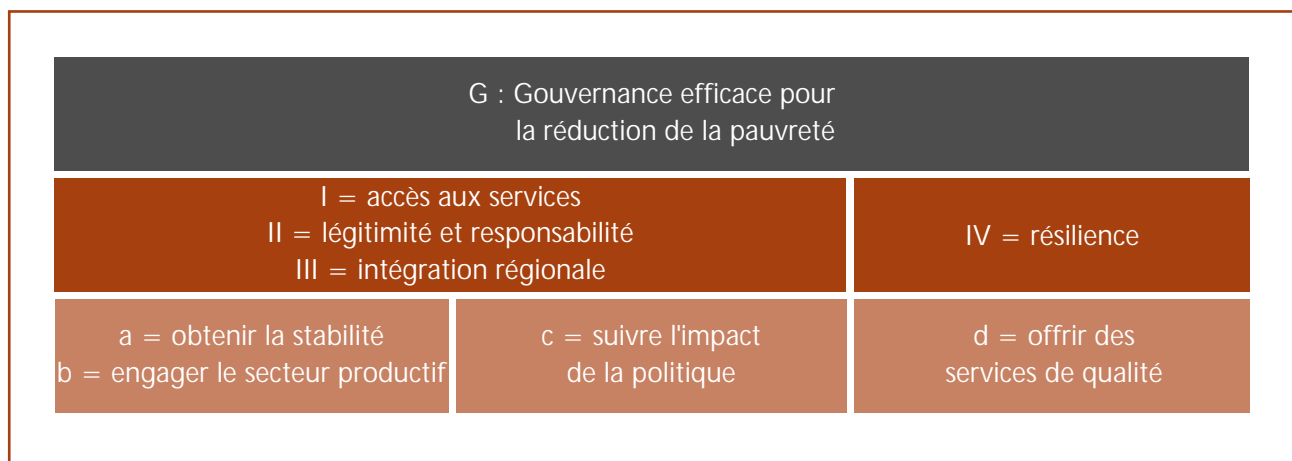 G : Gouvernance efficace pour
la réduction de la pauvreté
I = accès aux services
II = légitimité et responsabilité
III = intégration régionale
IV = résilience
a = obtenir la stabilité
b = engager le secteur productif
c = suivre l'impact
de la politique
d = offrir des
services de qualité